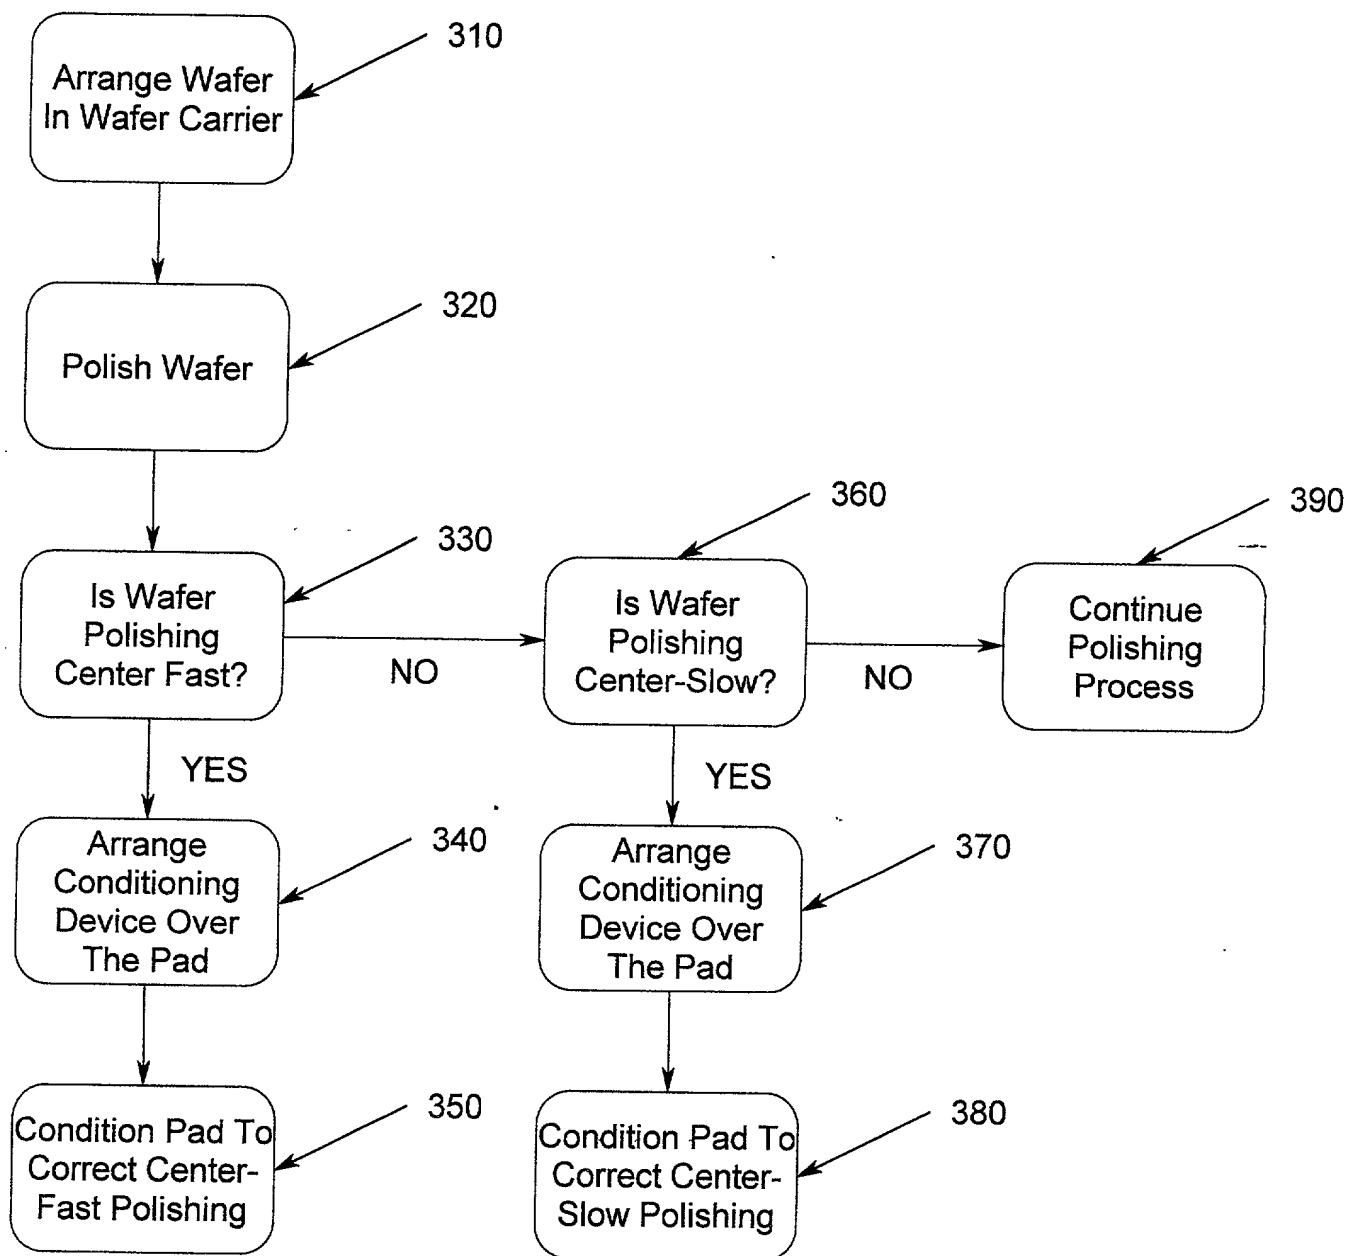 310
Arrange Wafer
In Wafer Carrier
320
Polish Wafer
330
Is Wafer
Polishing
Center Fast?
NO
360
Is Wafer
Polishing
Center-Slow?
NO
390
Continue
Polishing
Process
YES
YES
340
Arrange
Conditioning
Device Over
The Pad
370
Arrange
Conditioning
Device Over
The Pad
350
Condition Pad To
Correct Center-
Fast Polishing
380
Condition Pad To
Correct Center-
Slow Polishing